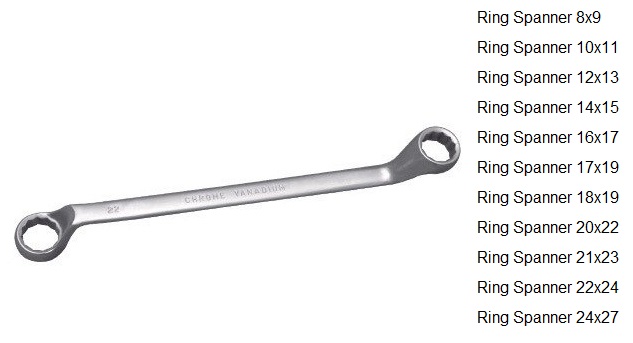 Ring Spanner 8x9
Ring Spanner 10x11
Ring Spanner 12x13
Ring Spanner 14x15
Ring Spanner 16x17
Ring Spanner 17x19
Ring Spanner 18x19
Ring Spanner 20x22
Ring Spanner 21x23
Ring Spanner 22x24
Ring Spanner 24x27
22 CHROME VANADIUM